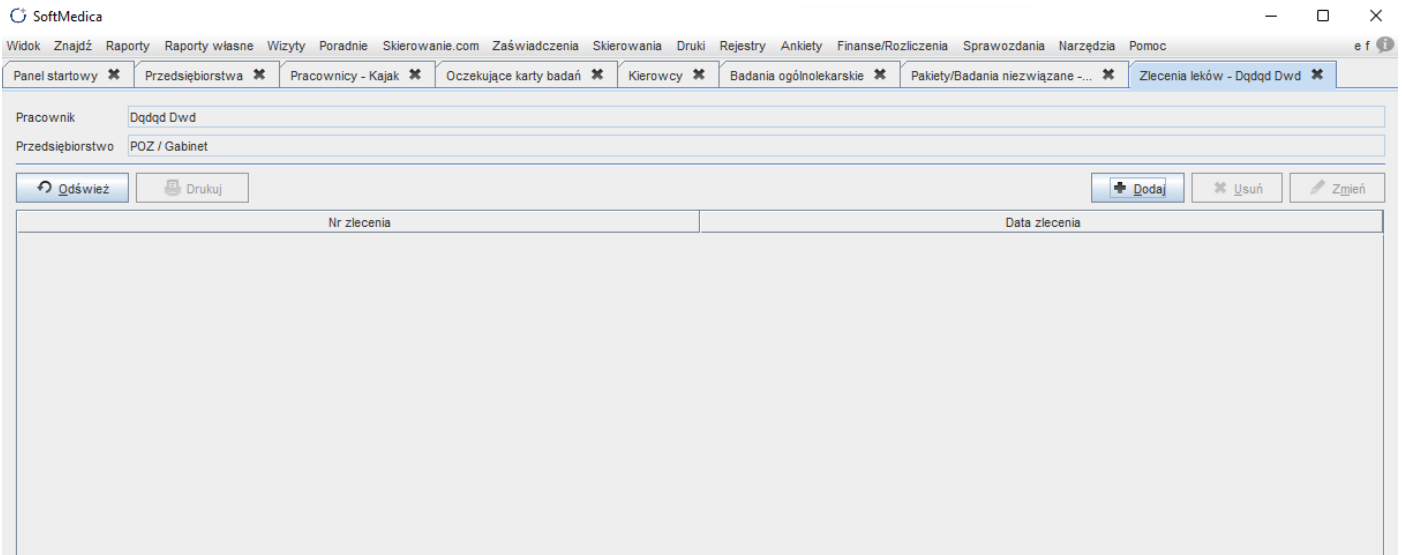 SoftMedica
Widok Znajdź Raporty Raporty własne Wizyty Poradnie Skierowanie.com Zaświadczenia Skierowania Druki Rejestry Ankiety Finanse/Rozliczenia Sprawozdania Narzędzia Pomoc e f
Panel startowy Przedsiębiorstwa Pracownicy - Kajak Oczekujące karty badań Kierowcy Badania ogólnolekarskie Pakiety/Badania niezwiązane -... Zlecenia leków - Dqdqd Dwd
Pracownik Dqdqd Dwd
Przedsiębiorstwo POZ / Gabinet
Odśwież Drukuj Dodaj Usuń Zmień
Nr zlecenia Data zlecenia